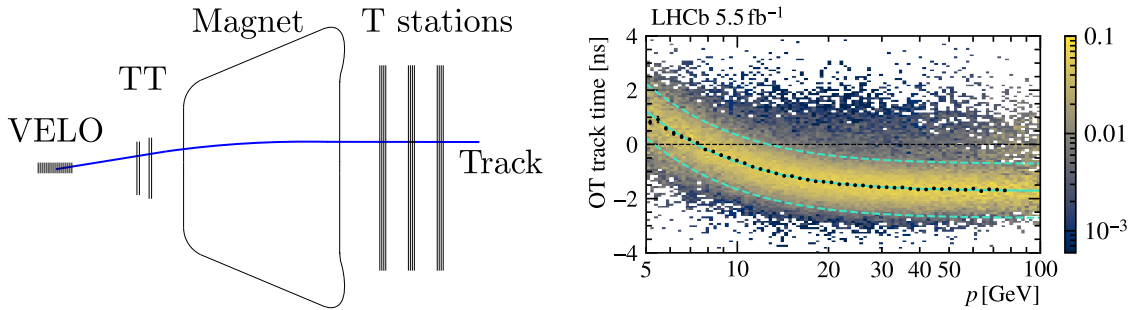 Magnet
T stations
TT
VELO
Track
LHCb 5.5 fb⁻¹
OT track time [ns]
4
2
0
−2
−4
5
10
20
30
40
50
100
p [GeV]
0.1
0.01
10⁻³